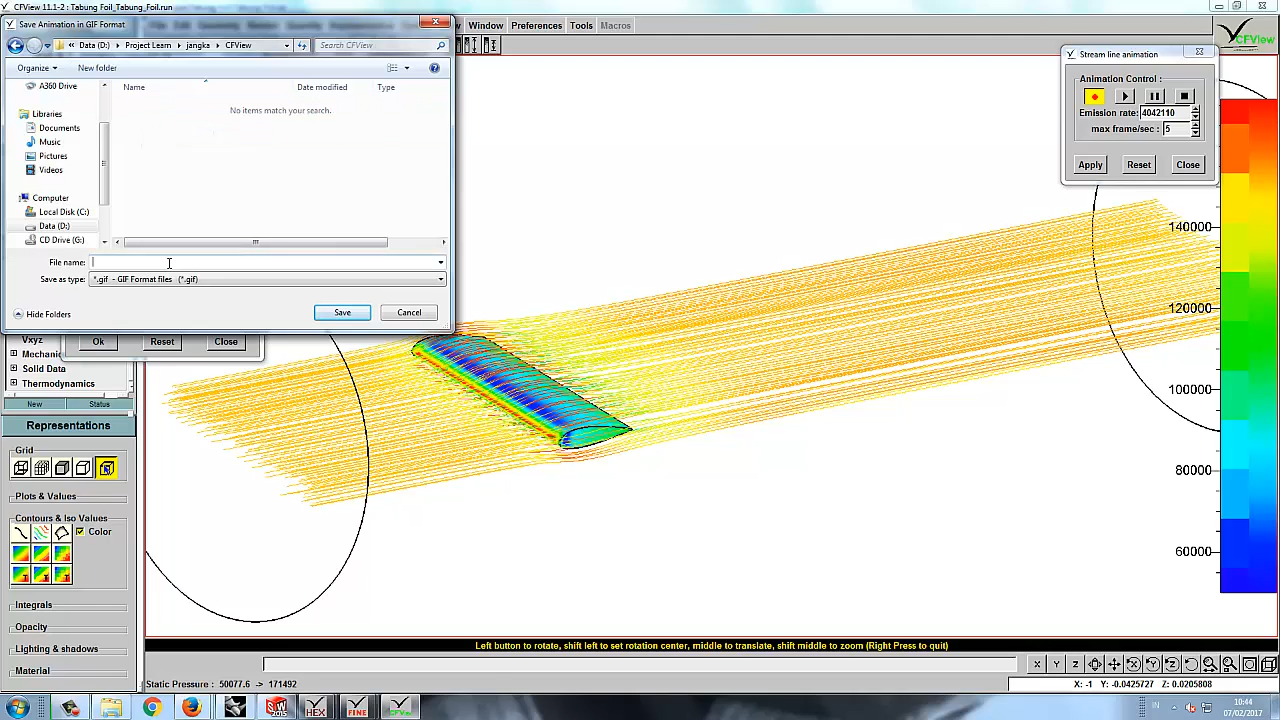 CFView 11.1-2 : Tabung Foil_Tabung_Foil.run
Save Animation in GIF Format
Window
Preferences
Tools
Macros
CFView
« Data (D:) › Project Learn › jangka › CFView
Search CFView
Organize
New folder
Name
Date modified
Type
No items match your search.
A360 Drive
Libraries
Documents
Music
Pictures
Videos
Computer
Local Disk (C:)
Data (D:)
CD Drive (G:)
File name:
Save as type:
*.gif - GIF Format files (*.gif)
Hide Folders
Save
Cancel
Stream line animation
Animation Control :
Emission rate:
4042110
max frame/sec :
5
Apply
Reset
Close
Ok
Reset
Close
Vxyz
Mechanic
Solid Data
Thermodynamics
New
Status
Representations
Grid
Plots & Values
Contours & Iso Values
Color
Integrals
Opacity
Lighting & shadows
Material
140000
120000
100000
80000
60000
Left button to rotate, shift left to set rotation center, middle to translate, shift middle to zoom (Right Press to quit)
X
Y
Z
Static Pressure : 50077.6 -> 171492
X: -1 Y: -0.0425727 Z: 0.0205808
SW
2015
HEX
FINE
CFView
IN
10:44
07/02/2017